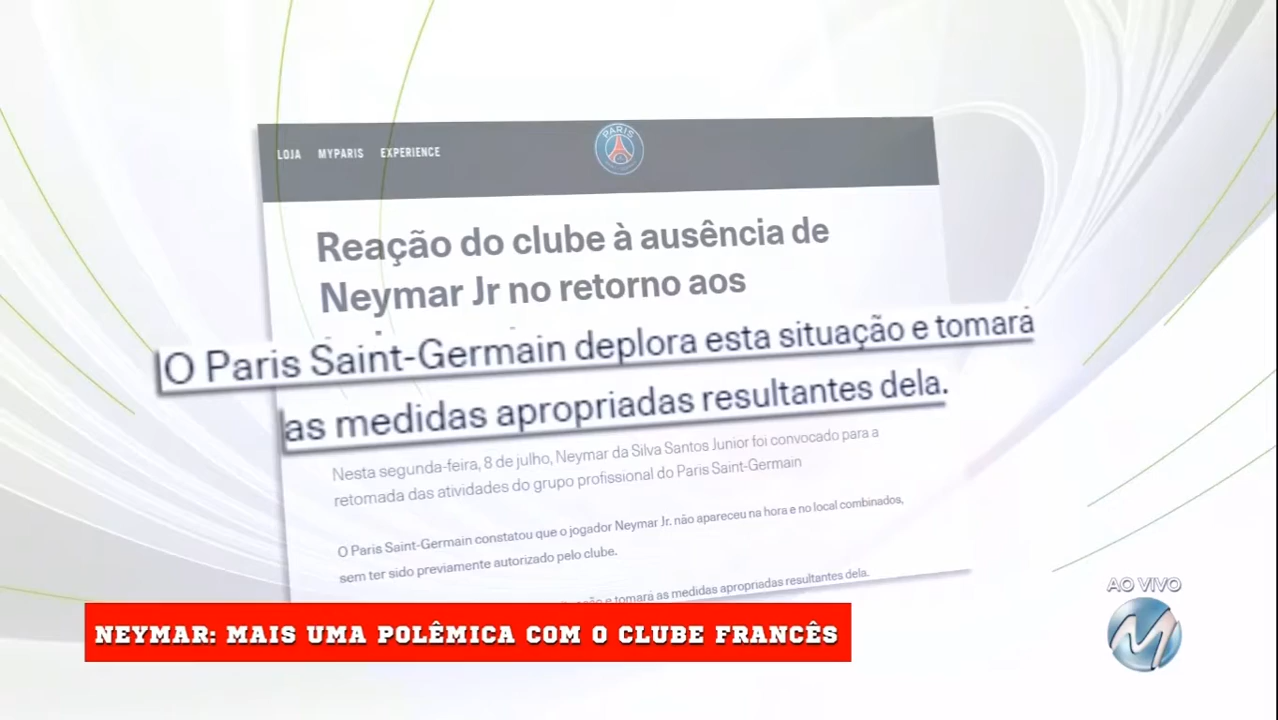 LOJA MYPARIS EXPERIENCE
PARIS
Reação do clube à ausência de
Neymar Jr no retorno aos
O Paris Saint-Germain deplora esta situação e tomará
as medidas apropriadas resultantes dela.
Nesta segunda-feira, 8 de julho, Neymar da Silva Santos Junior foi convocado para a
retomada das atividades do grupo profissional do Paris Saint-Germain
O Paris Saint-Germain constatou que o jogador Neymar Jr. não apareceu na hora e no local combinados,
sem ter sido previamente autorizado pelo clube.
e tomará as medidas apropriadas resultantes dela.
NEYMAR: MAIS UMA POLÊMICA COM O CLUBE FRANCÊS
AO VIVO
M